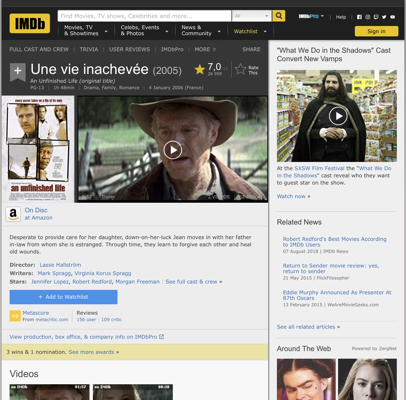 IMDb
Find Movies, TV shows, Celebrities and more...
All
IMDbPro
Help
Movies, TV
& Showtimes
Celebs, Events
& Photos
News &
Community
Watchlist
Sign in
FULL CAST AND CREW | TRIVIA | USER REVIEWS | IMDbPro | MORE
SHARE
Une vie inachevée (2005)
An Unfinished Life (original title)
PG-13 | 1h 48min | Drama, Family, Romance | 4 January 2006 (France)
7,0
Rate
This
an unfinished life
On Disc
at Amazon
Desperate to provide care for her daughter, down-on-her-luck Jean moves in with her father
in-law from whom she is estranged. Through time, they learn to forgive each other and heal
old wounds.
Director: Lasse Hallström
Writers: Mark Spragg, Virginia Korus Spragg
Stars: Jennifer Lopez, Robert Redford, Morgan Freeman | See full cast & crew »
+ Add to Watchlist
Metascore
From metacritic.com
Reviews
156 user | 109 critic
View production, box office, & company info on IMDbPro
3 wins & 1 nomination. See more awards »
Videos
"What We Do in the Shadows" Cast
Convert New Vamps
At the SXSW Film Festival the "What We Do
in the Shadows" cast reveal who they want
to guest star on the show.
Watch now »
Related News
Robert Redford's Best Movies According
to IMDb Users
07 August 2018 | IMDb News
Return to Sender movie review: yes,
return to sender
21 May 2015 | FlickFilosopher
Eddie Murphy Announced As Presenter At
87th Oscars
13 February 2015 | WeAreMovieGeeks.com
See all related articles »
Around The Web
Powered by ZergNet